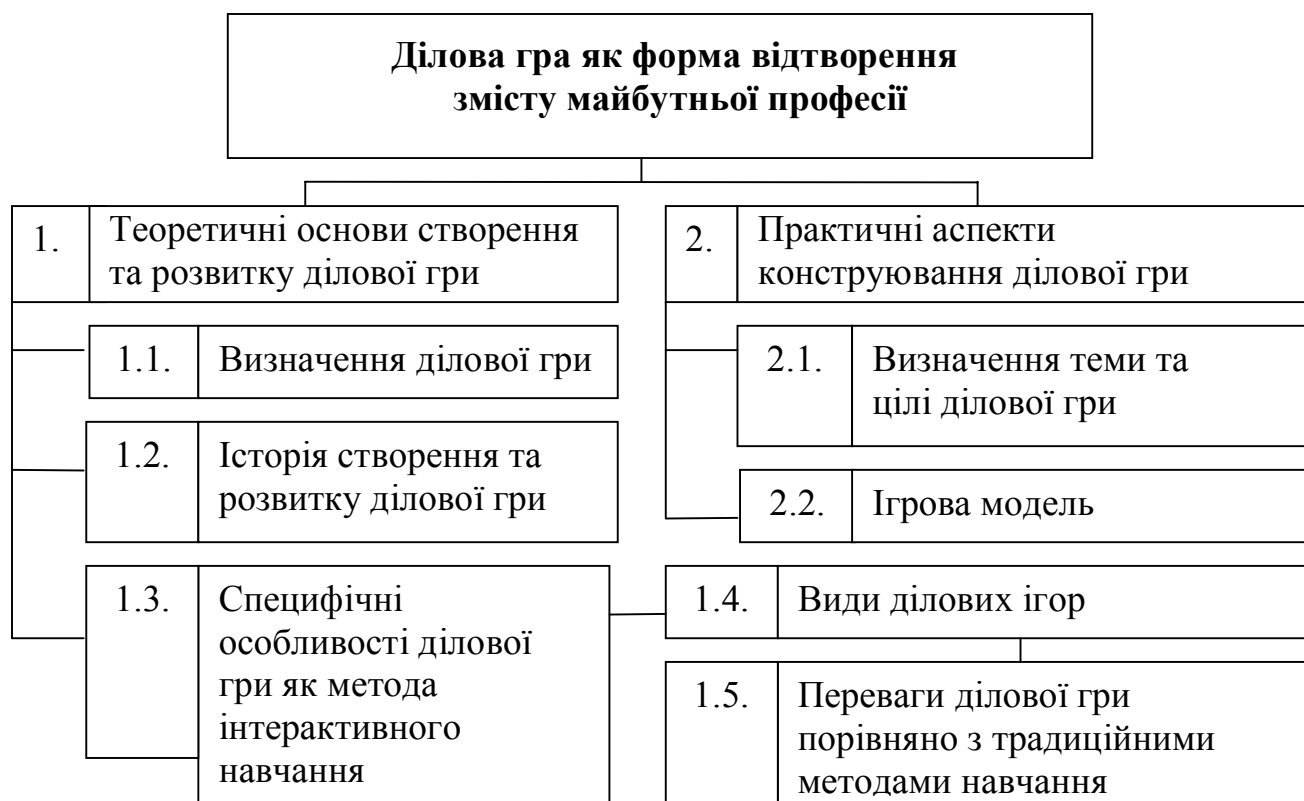 Ділова гра як форма відтворення
змісту майбутньої професії
1. Теоретичні основи створення
та розвитку ділової гри
1.1. Визначення ділової гри
1.2. Історія створення та
розвитку ділової гри
1.3. Специфічні
особливості ділової
гри як метода
інтерактивного
навчання
2. Практичні аспекти
конструювання ділової гри
2.1. Визначення теми та
цілі ділової гри
2.2. Ігрова модель
1.4. Види ділових ігор
1.5. Переваги ділової гри
порівняно з традиційними
методами навчання